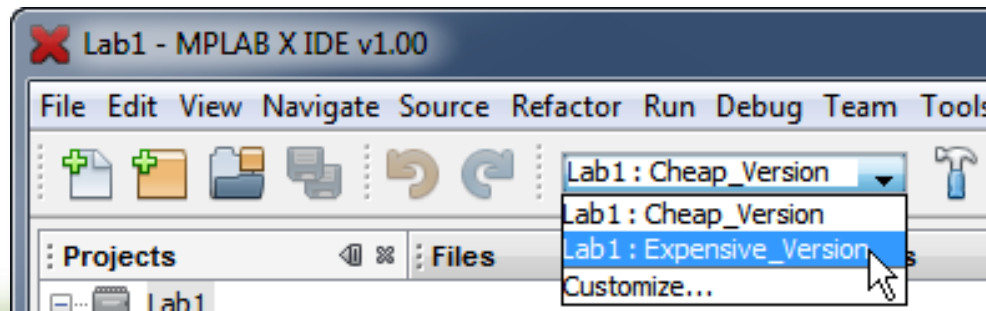 Lab1 - MPLAB X IDE v1.00
File Edit View Navigate Source Refactor Run Debug Team Tools
Lab1 : Cheap_Version
Lab1 : Cheap_Version
Lab1 : Expensive_Version
Customize...
Projects
Files
Lab1